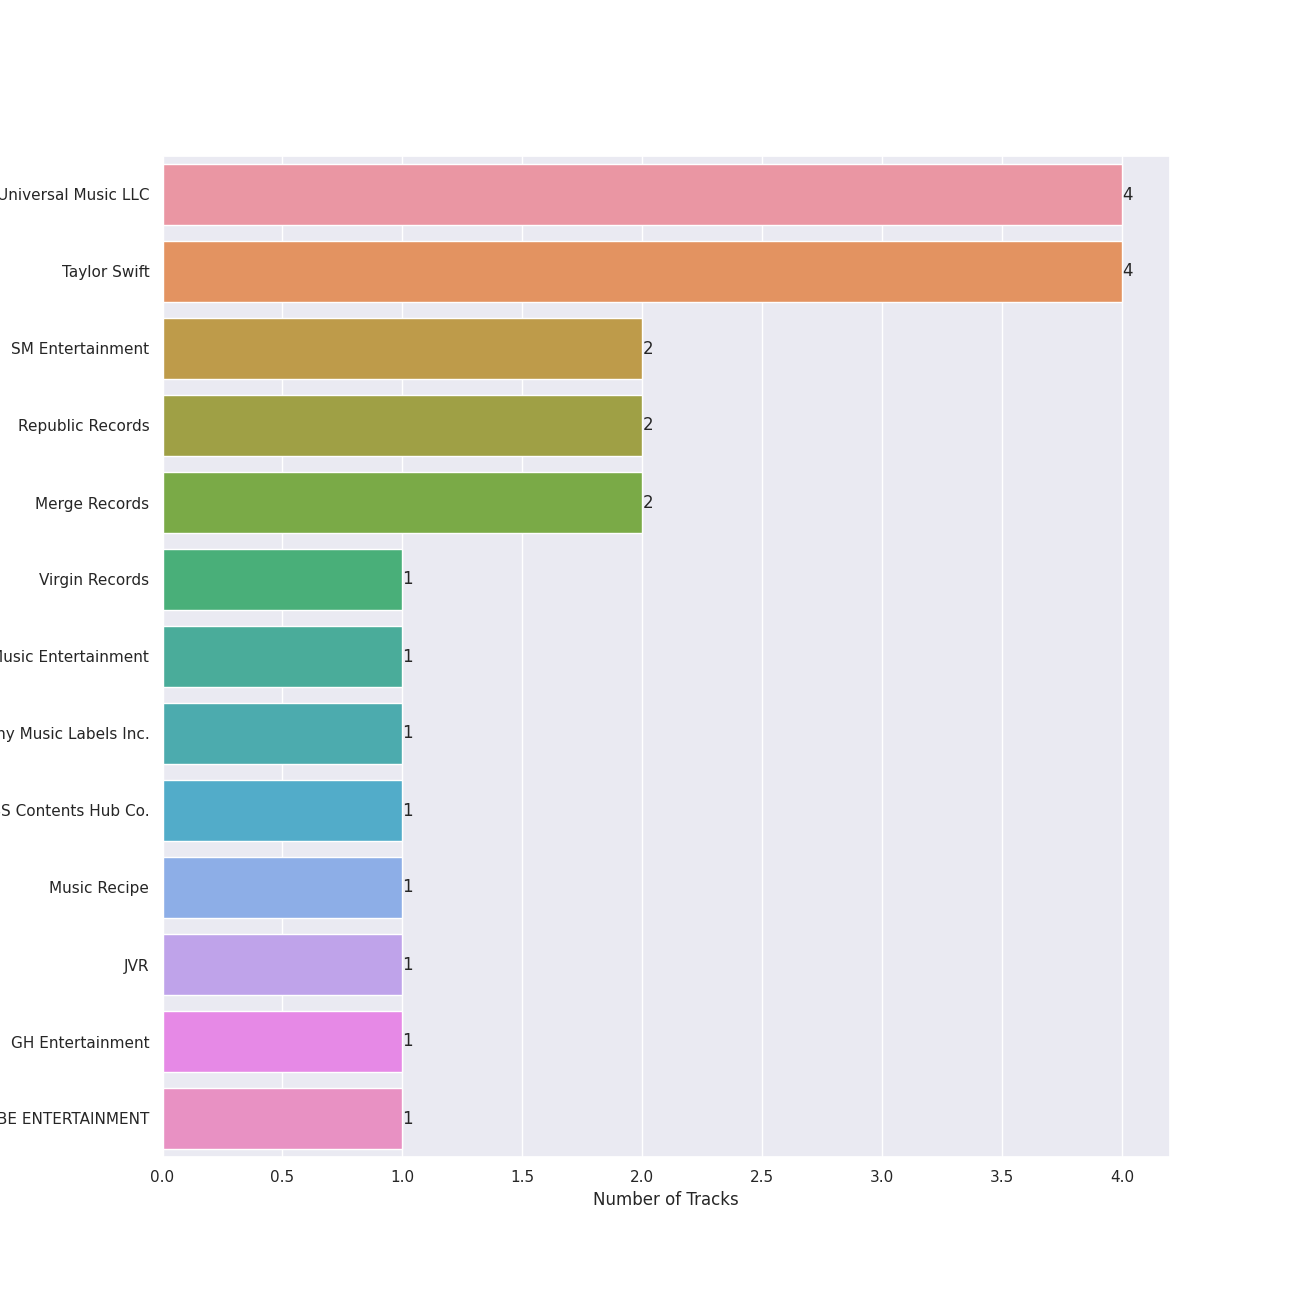 Universal Music LLC
4
Taylor Swift
4
SM Entertainment
2
Republic Records
2
Merge Records
2
Virgin Records
1
Entertainment
1
Music Labels Inc.
1
Contents Hub Co.
1
Music Recipe
1
JVR
1
GH Entertainment
1
ENTERTAINMENT
1
0.0 0.5 1.0 1.5 2.0 2.5 3.0 3.5 4.0
Number of Tracks